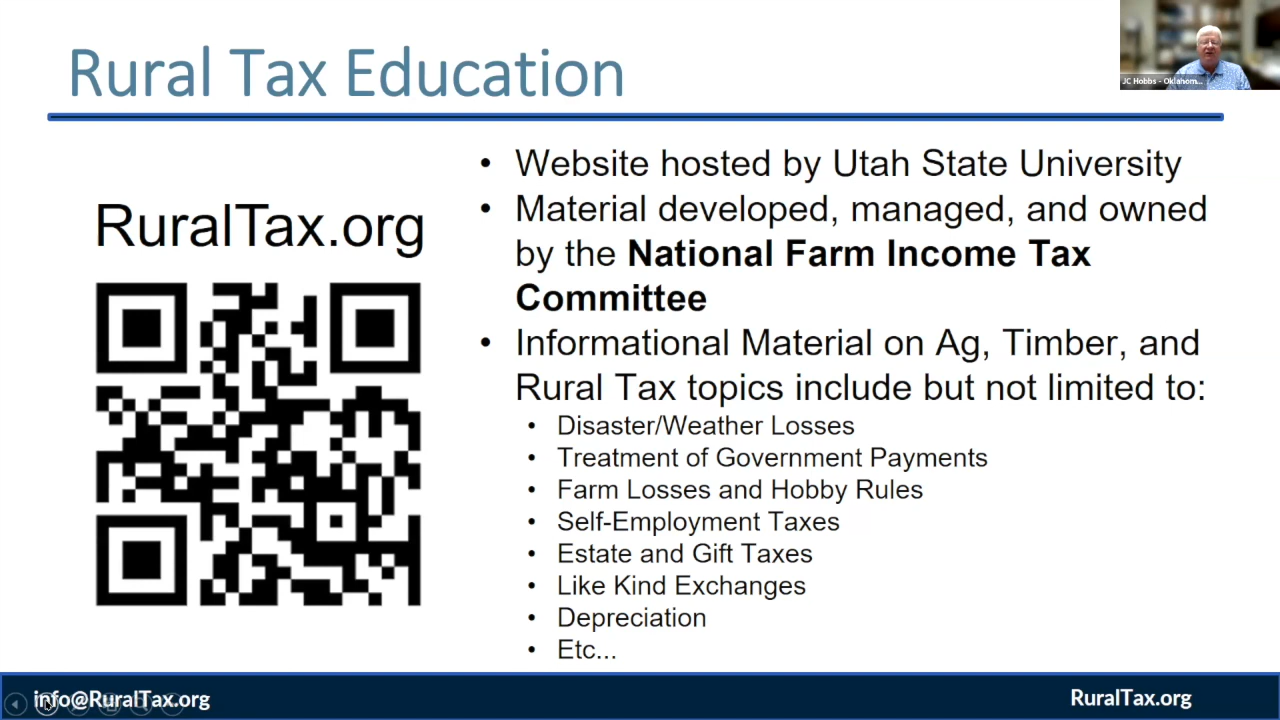 Rural Tax Education
JC Hobbs - Oklahom...
RuralTax.org
• Website hosted by Utah State University
• Material developed, managed, and owned
by the National Farm Income Tax
Committee
• Informational Material on Ag, Timber, and
Rural Tax topics include but not limited to:
• Disaster/Weather Losses
• Treatment of Government Payments
• Farm Losses and Hobby Rules
• Self-Employment Taxes
• Estate and Gift Taxes
• Like Kind Exchanges
• Depreciation
• Etc...
info@RuralTax.org
RuralTax.org